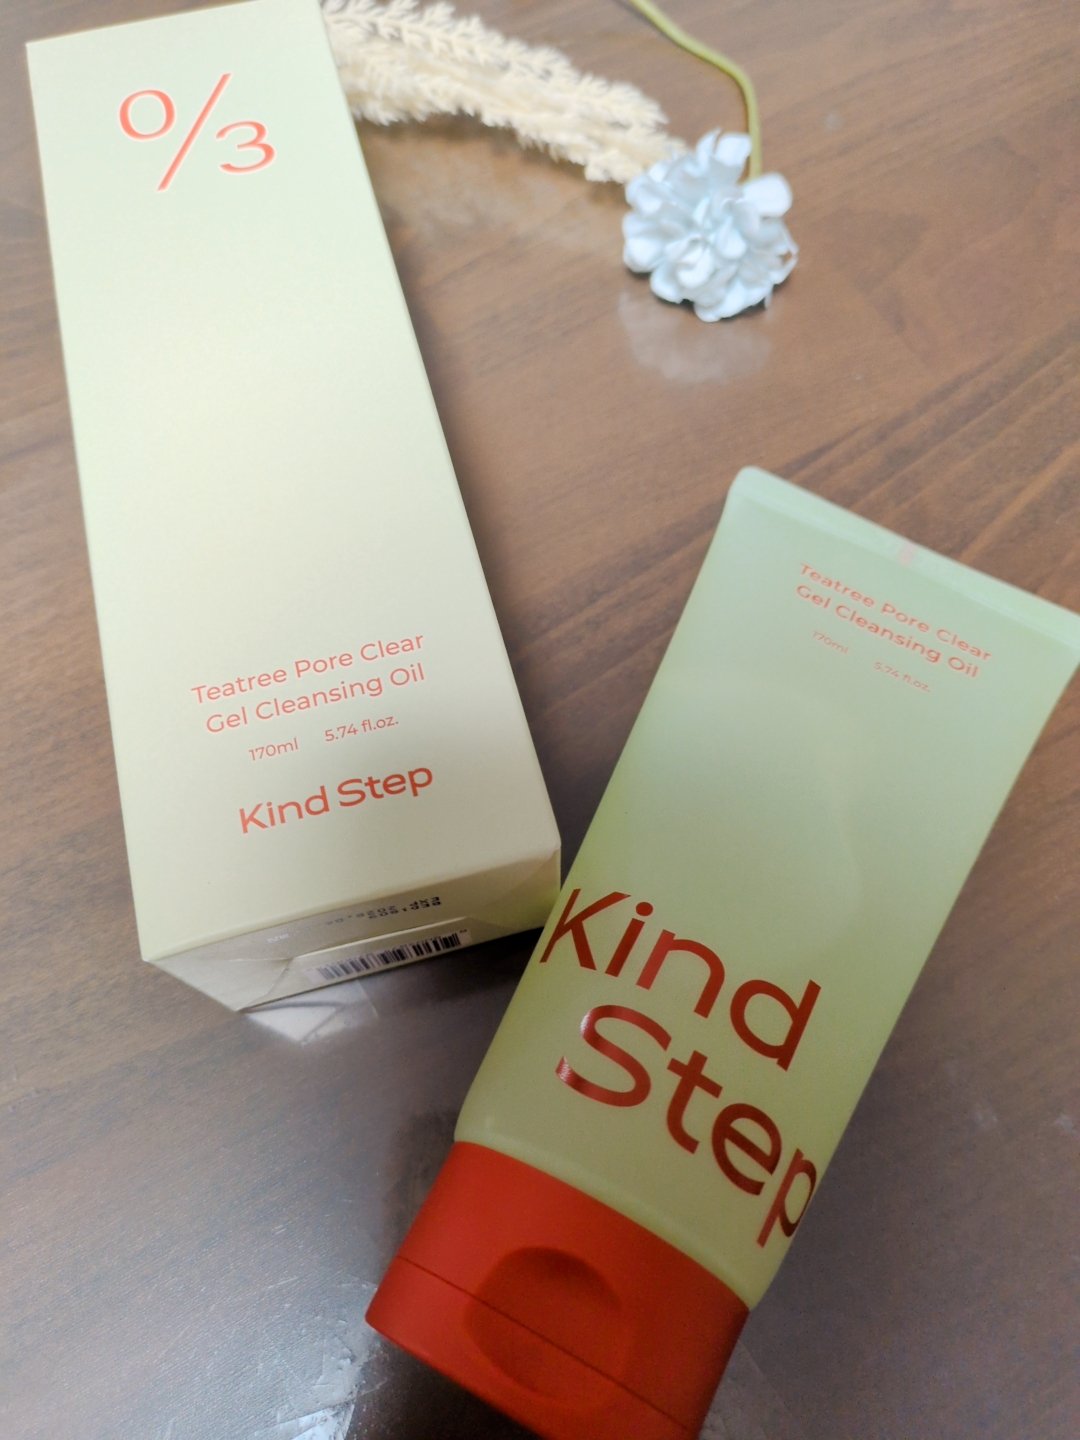 0/3
Teatree Pore Clear
Gel Cleansing Oil
170ml 5.74 fl.oz.
Kind Step
Teatree Pore Clear
Gel Cleansing Oil
170ml 5.74 fl.oz.
Kind
Step